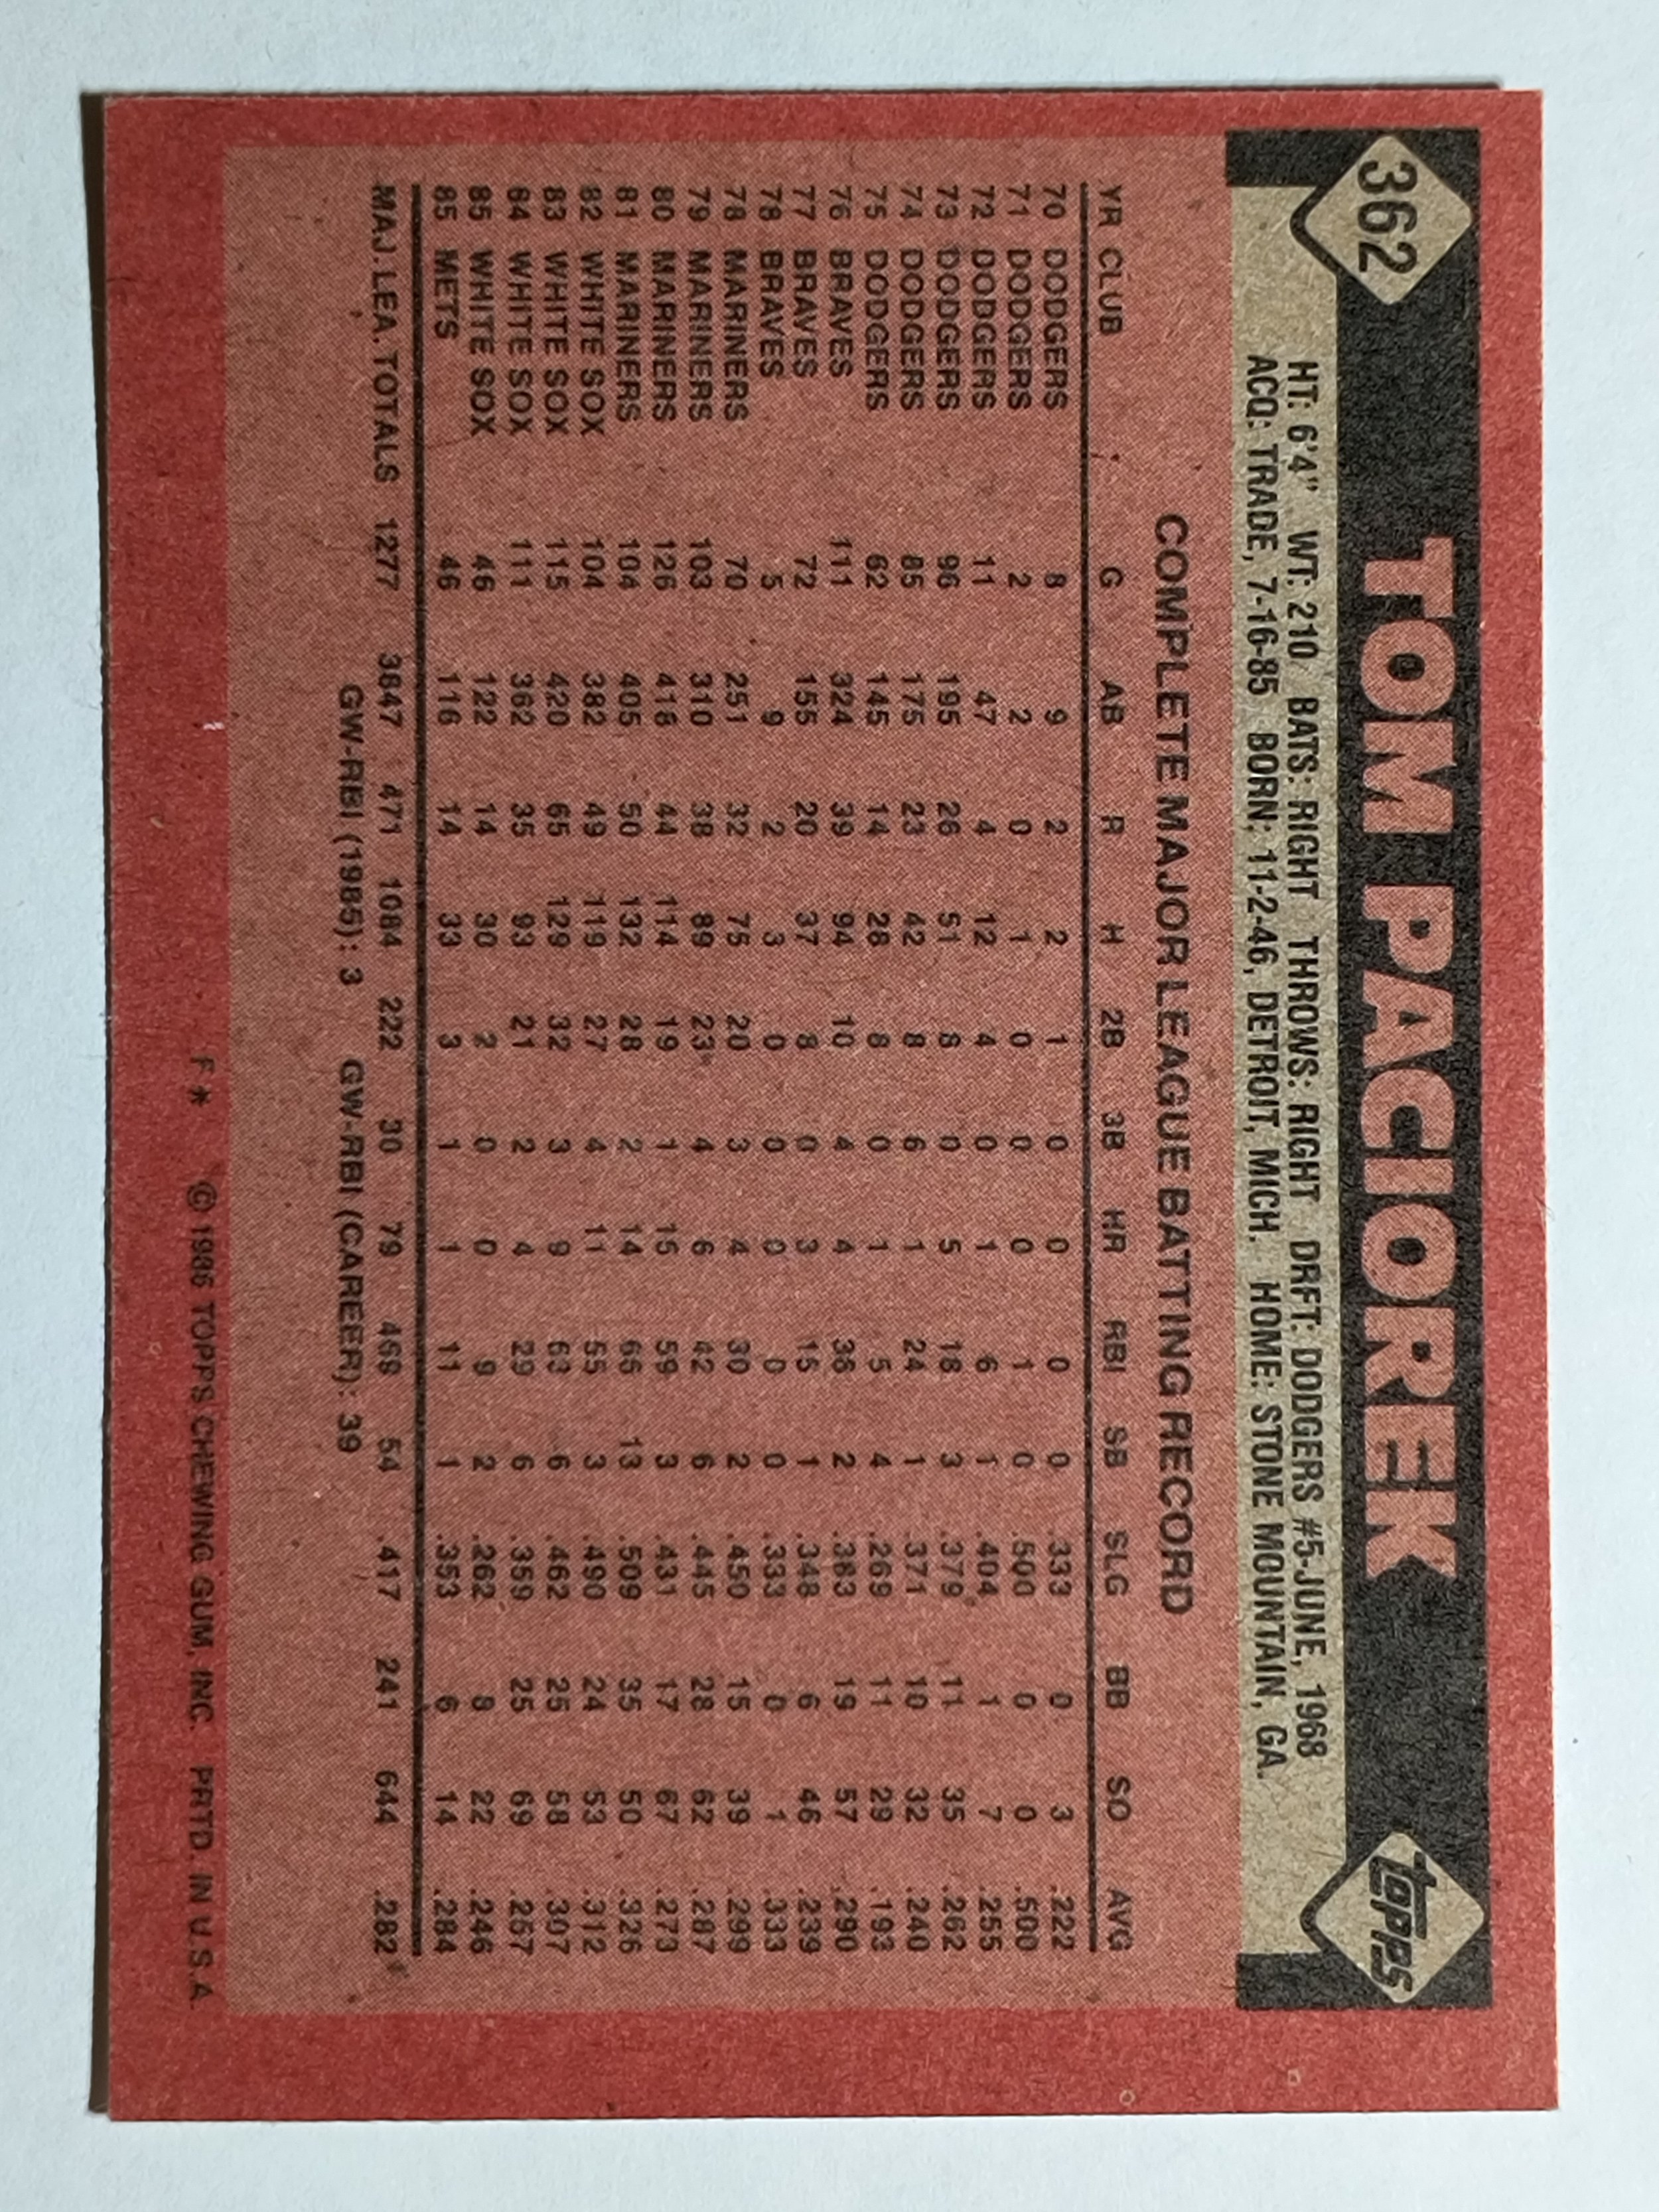 362 TOM PACIOREK topps
HT: 6'4" WT: 210 BATS: RIGHT THROWS: RIGHT DRFT: DODGERS #5-JUNE, 1968
ACQ: TRADE, 7-16-85 BORN: 11-2-46, DETROIT, MICH. HOME: STONE MOUNTAIN, GA.
COMPLETE MAJOR LEAGUE BATTING RECORD
YR CLUB G AB R H 2B 3B HR RBI SB SLG BB SO AVG
70 DODGERS 8 9 2 2 1 0 0 0 0 .333 0 3 .222
71 DODGERS 2 2 0 1 0 0 0 1 0 .500 0 0 .500
72 DODGERS 11 47 4 12 4 0 1 6 1 .404 1 7 .255
73 DODGERS 96 195 26 51 8 0 5 18 3 .379 11 35 .262
74 DODGERS 85 175 23 42 8 6 1 24 1 .371 10 32 .240
75 DODGERS 62 145 14 28 8 0 1 5 4 .269 11 29 .193
76 BRAVES 111 324 39 94 10 4 4 36 2 .383 19 57 .290
77 BRAVES 72 155 20 37 8 0 3 15 1 .348 6 46 .239
78 BRAVES 5 9 2 3 0 0 0 0 0 .333 0 1 .333
78 MARINERS 70 251 32 75 20 3 4 30 2 .450 15 39 .299
79 MARINERS 103 310 38 89 23 4 6 42 6 .445 28 62 .287
80 MARINERS 126 418 44 114 19 1 15 59 3 .431 17 67 .273
81 MARINERS 104 405 50 132 28 2 14 66 13 .509 35 50 .326
82 WHITE SOX 104 382 49 119 27 4 11 55 3 .490 24 53 .312
83 WHITE SOX 115 420 65 129 32 3 9 63 6 .462 25 58 .307
84 WHITE SOX 111 362 35 93 21 2 4 29 6 .359 25 69 .257
85 WHITE SOX 46 122 14 30 2 0 0 9 2 .262 8 22 .246
85 METS 46 116 14 33 3 1 1 11 1 .353 6 14 .284
MAJ. LEA. TOTALS 1277 3847 471 1084 222 30 79 468 54 .417 241 644 .282
GW-RBI (1985): 3 GW-RBI (CAREER): 39
F* © 1986 TOPPS CHEWING GUM, INC. PRTD. IN U.S.A.